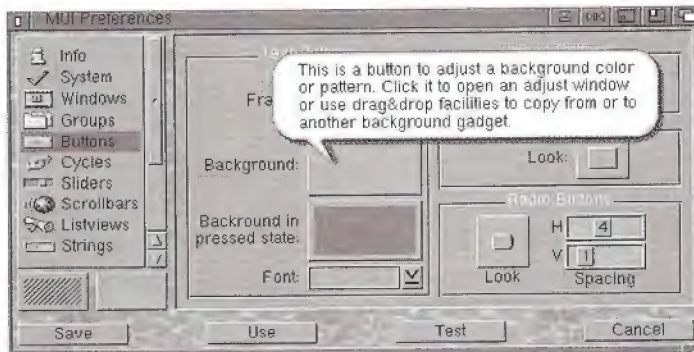 MUI Preferences
Info
System
Windows
Groups
Buttons
Cycles
Sliders
Scrollbars
Listviews
Strings
This is a button to adjust a background color
or pattern. Click it to open an adjust window
or use drag&drop facilities to copy from or to
another background gadget.
Background:
Backround in
pressed state:
Font:
Look:
Radio Buttons
H 4
V 1
Look
Spacing
Save
Use
Test
Cancel